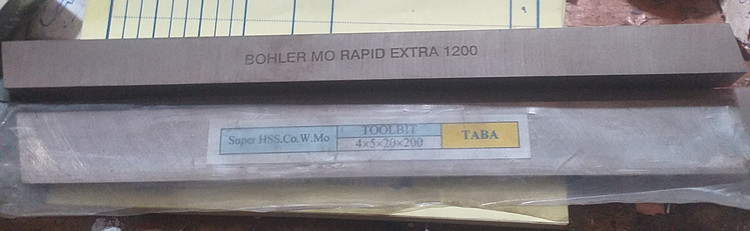 BOHLER MO RAPID EXTRA 1200
Super HSS.Co.W.Mo
TOOLBIT
4×5×20×200
TABA